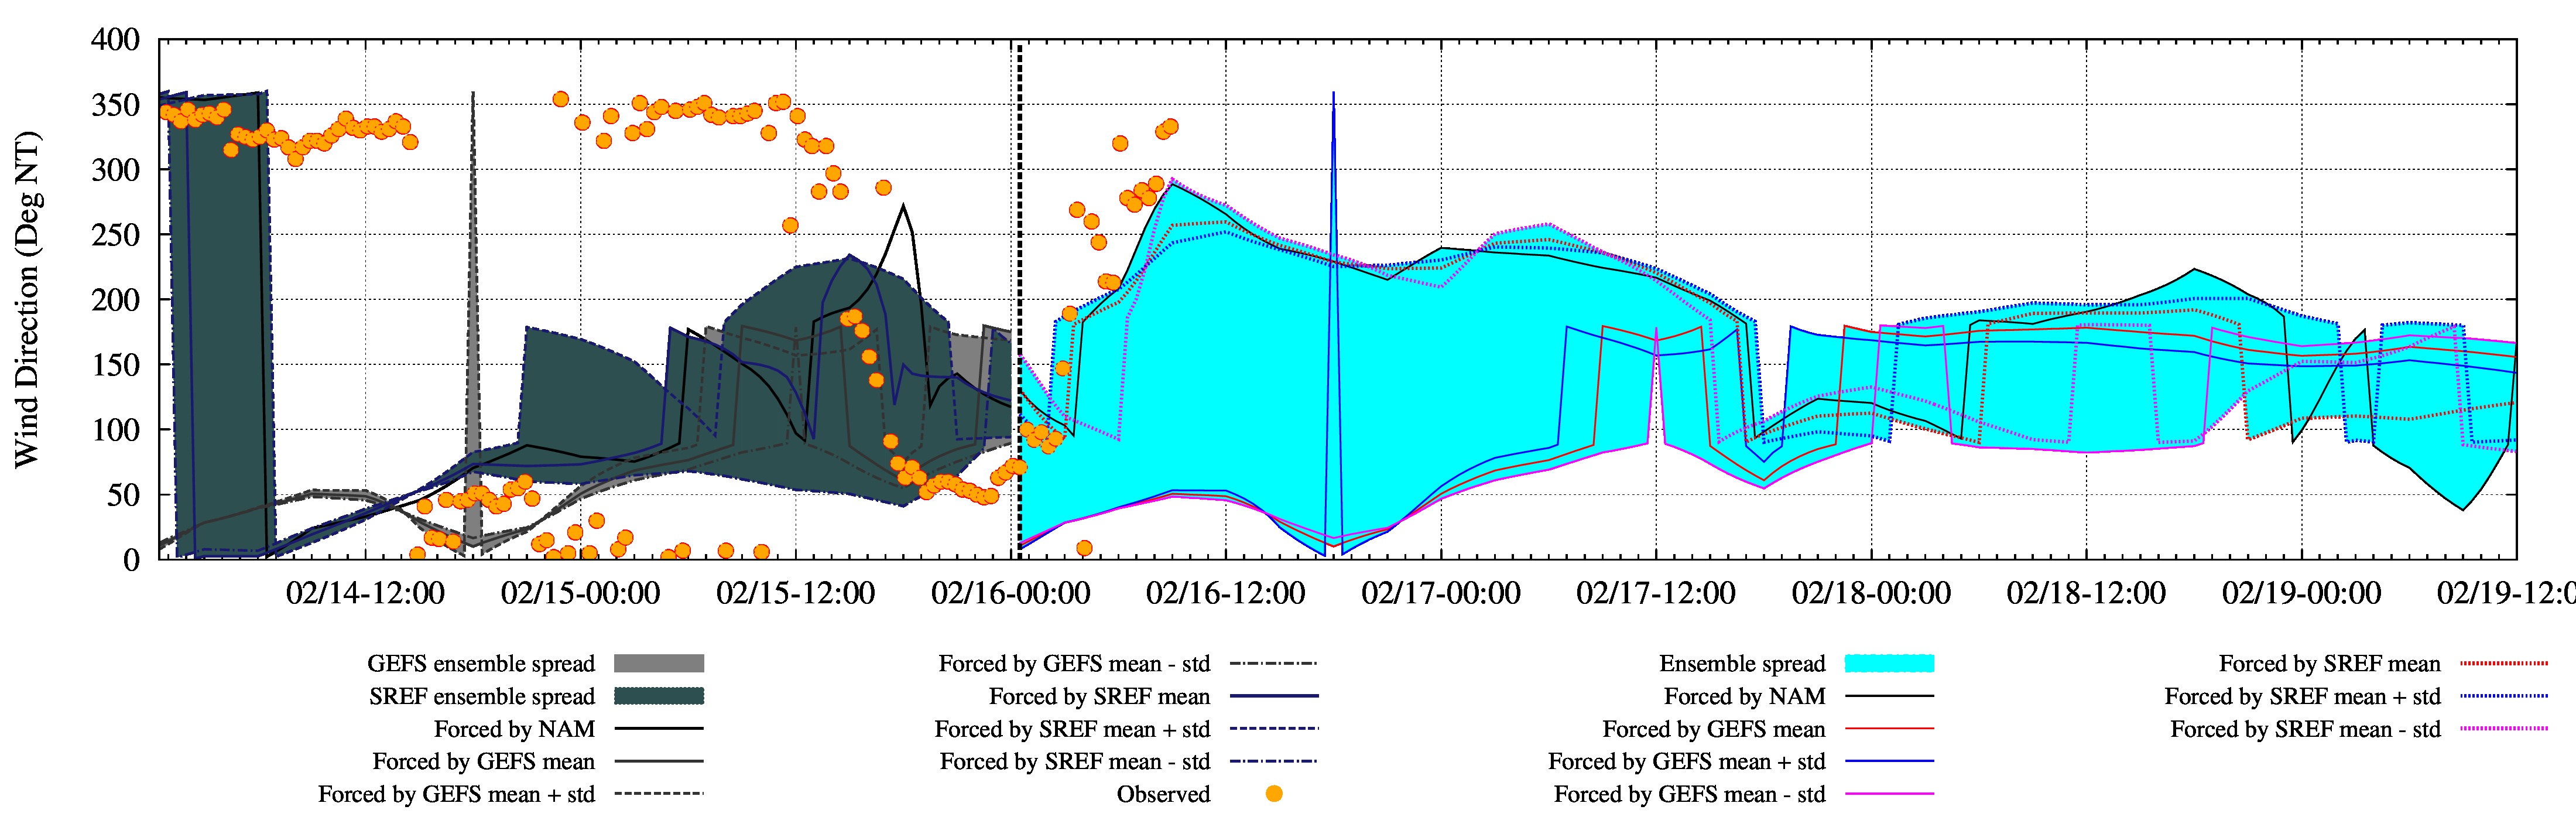 Wind Direction (Deg NT)
400
350
300
250
200
150
100
50
0
02/14-12:00 02/15-00:00 02/15-12:00 02/16-00:00 02/16-12:00 02/17-00:00 02/17-12:00 02/18-00:00 02/18-12:00 02/19-00:00 02/19-12:0
GEFS ensemble spread
SREF ensemble spread
Forced by NAM
Forced by GEFS mean
Forced by GEFS mean + std
Forced by GEFS mean - std
Forced by SREF mean
Forced by SREF mean + std
Forced by SREF mean - std
Observed
Ensemble spread
Forced by NAM
Forced by GEFS mean
Forced by GEFS mean + std
Forced by GEFS mean - std
Forced by SREF mean
Forced by SREF mean + std
Forced by SREF mean - std